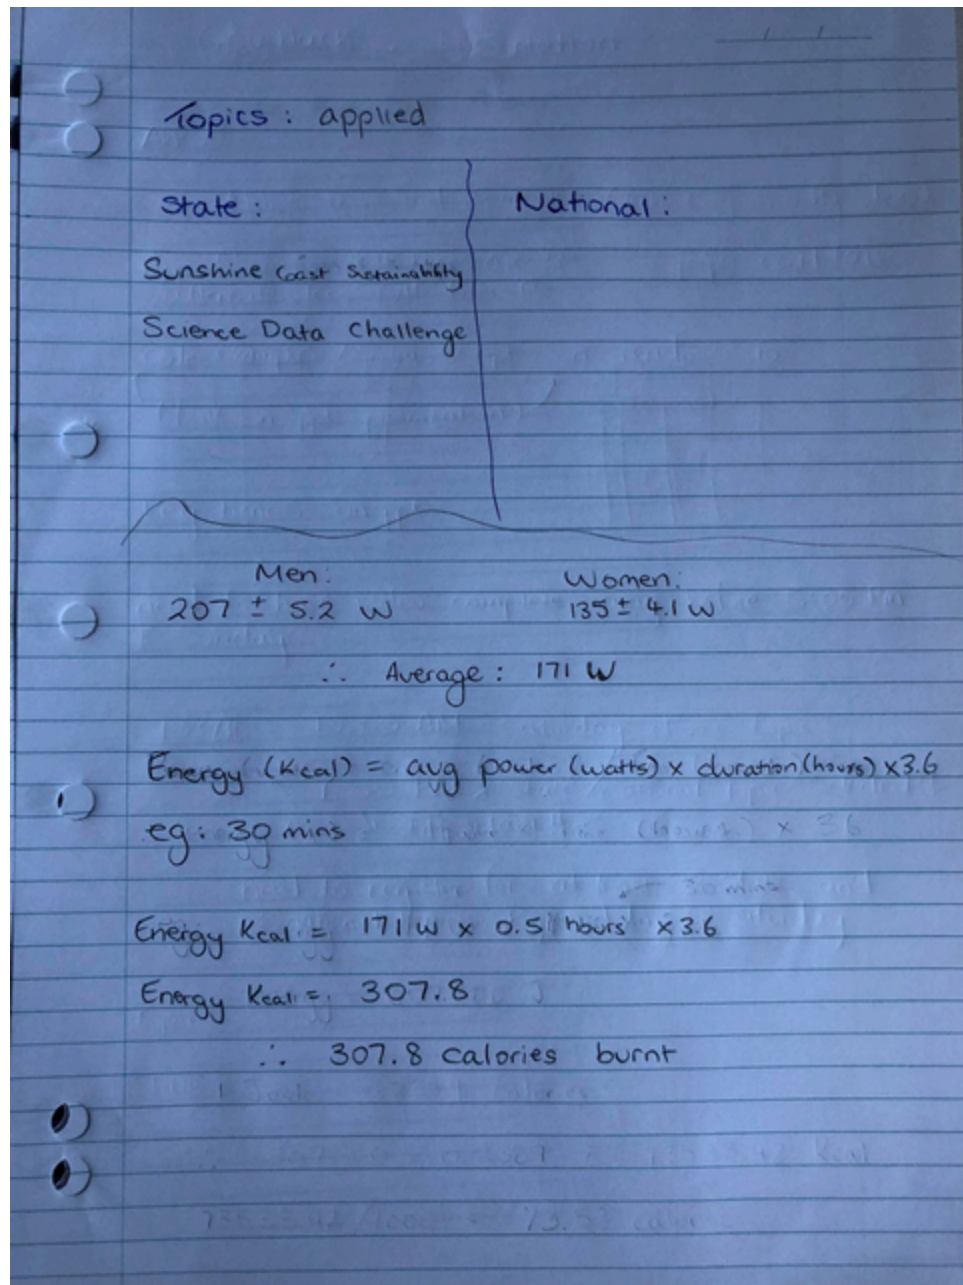 Topics : applied
State :
National :
Sunshine Coast Sustainability
Science Data Challenge
Men:
Women:
207 ± 5.2 W
135 ± 4.1 W
∴ Average : 171 W
Energy (Kcal) = avg power (watts) x duration (hours) x3.6
eg: 30 mins
Energy Kcal = 171 W x 0.5 hours x 3.6
Energy Kcal = 307.8
∴ 307.8 calories burnt